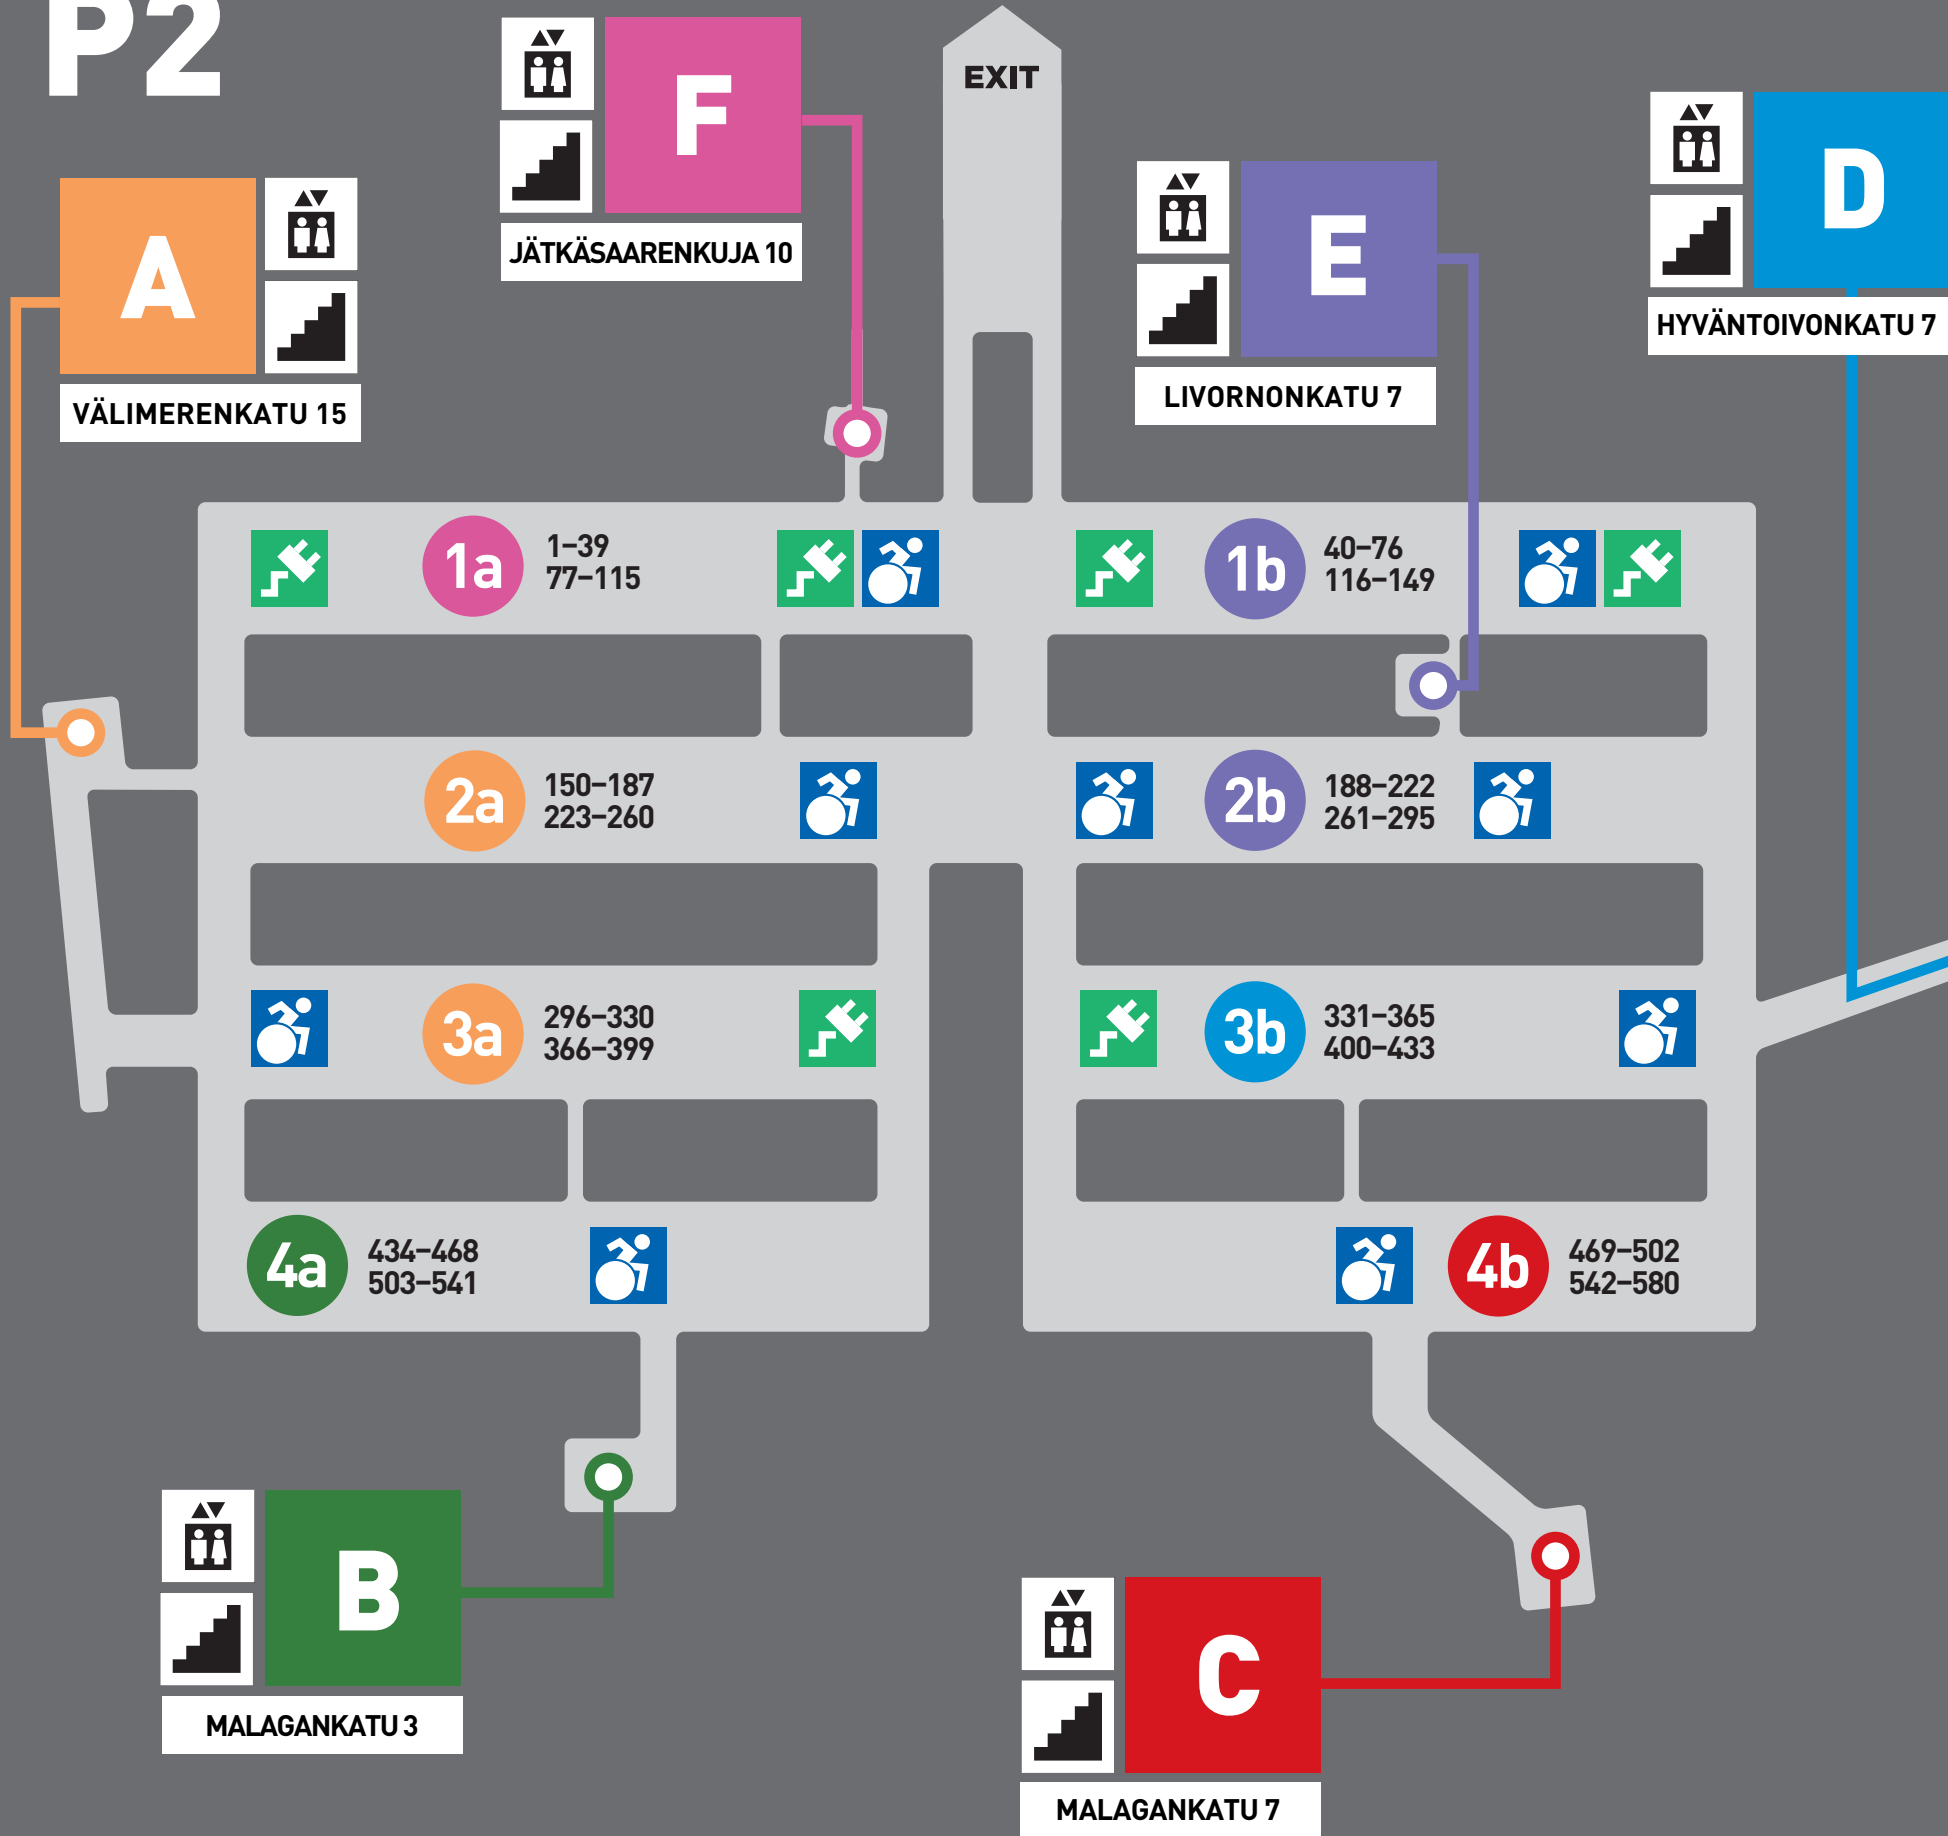 P2
F
JÄTKÄSAARENKUJA 10
EXIT
D
HYVÄNTOIVONKATU 7
E
LIVORNONKATU 7
A
VÄLIMERENKATU 15
1a
1–39
77–115
1b
40–76
116–149
2a
150–187
223–260
2b
188–222
261–295
3a
296–330
366–399
3b
331–365
400–433
4a
434–468
503–541
4b
469–502
542–580
B
MALAGANKATU 3
C
MALAGANKATU 7